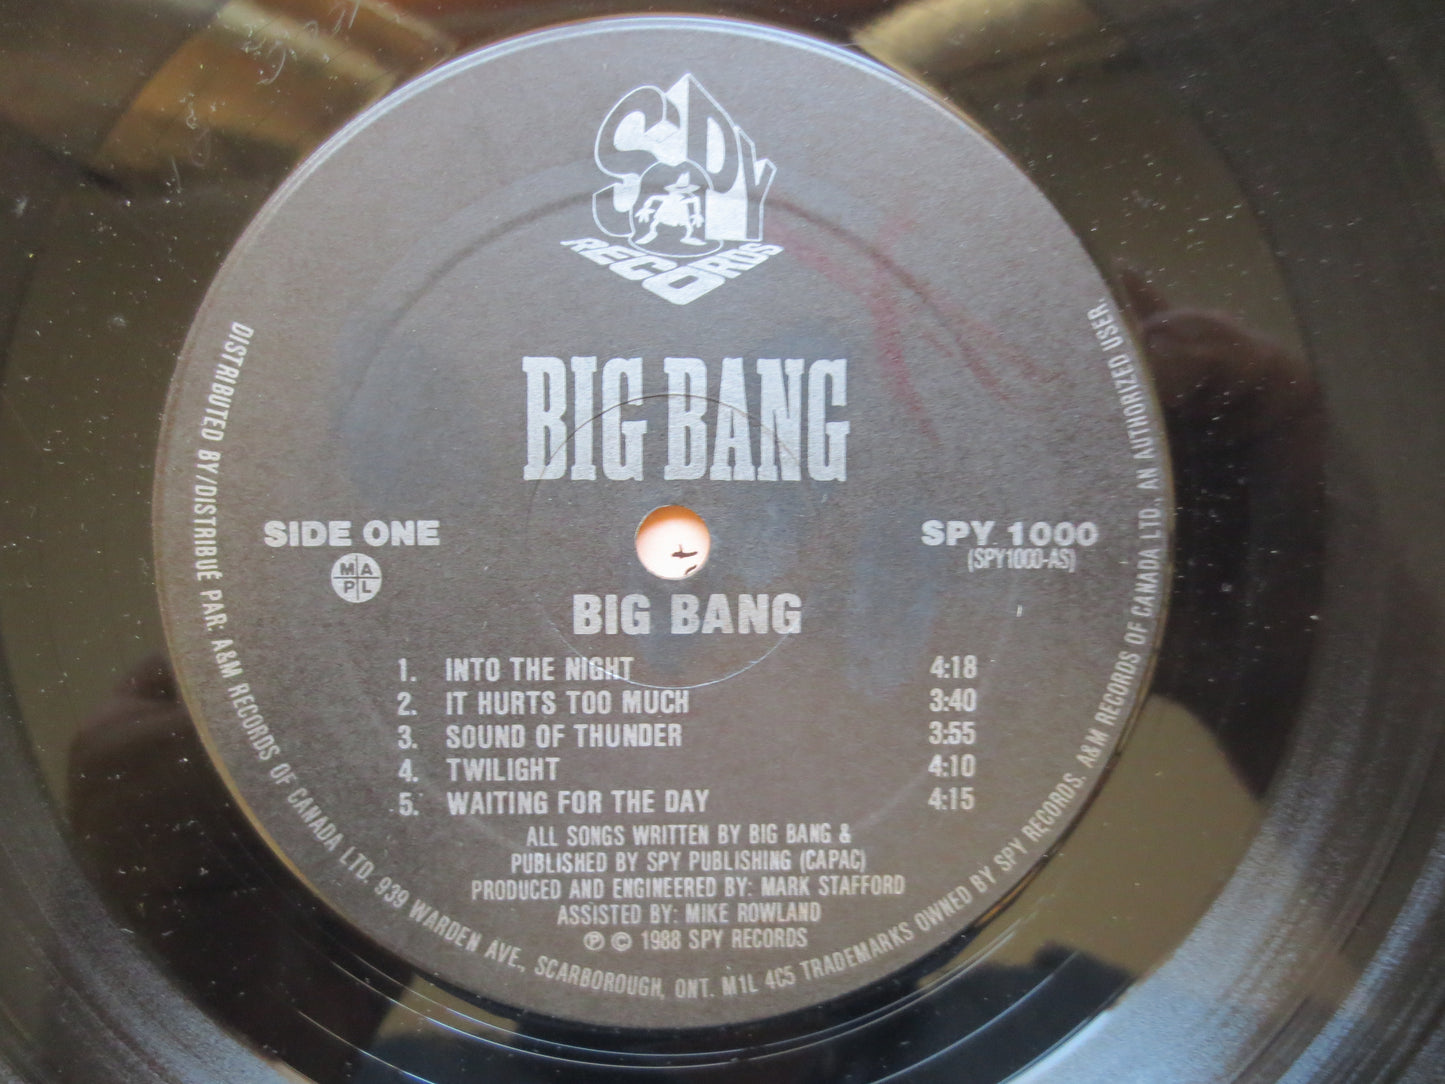 SPY
RECORDS
BIG BANG
SIDE ONE
MAPL
SPY 1000
(SPY1000-AS)
BIG BANG
1. INTO THE NIGHT 4:18
2. IT HURTS TOO MUCH 3:40
3. SOUND OF THUNDER 3:55
4. TWILIGHT 4:10
5. WAITING FOR THE DAY 4:15
ALL SONGS WRITTEN BY BIG BANG &
PUBLISHED BY SPY PUBLISHING (CAPAC)
PRODUCED AND ENGINEERED BY: MARK STAFFORD
ASSISTED BY: MIKE ROWLAND
℗ © 1988 SPY RECORDS
DISTRIBUTED BY/DISTRIBUÉ PAR: A&M RECORDS OF CANADA LTD. 939 WARDEN AVE., SCARBOROUGH, ONT. M1L 4C5 TRADEMARKS OWNED BY SPY RECORDS. A&M RECORDS OF CANADA LTD., AN AUTHORIZED USER.